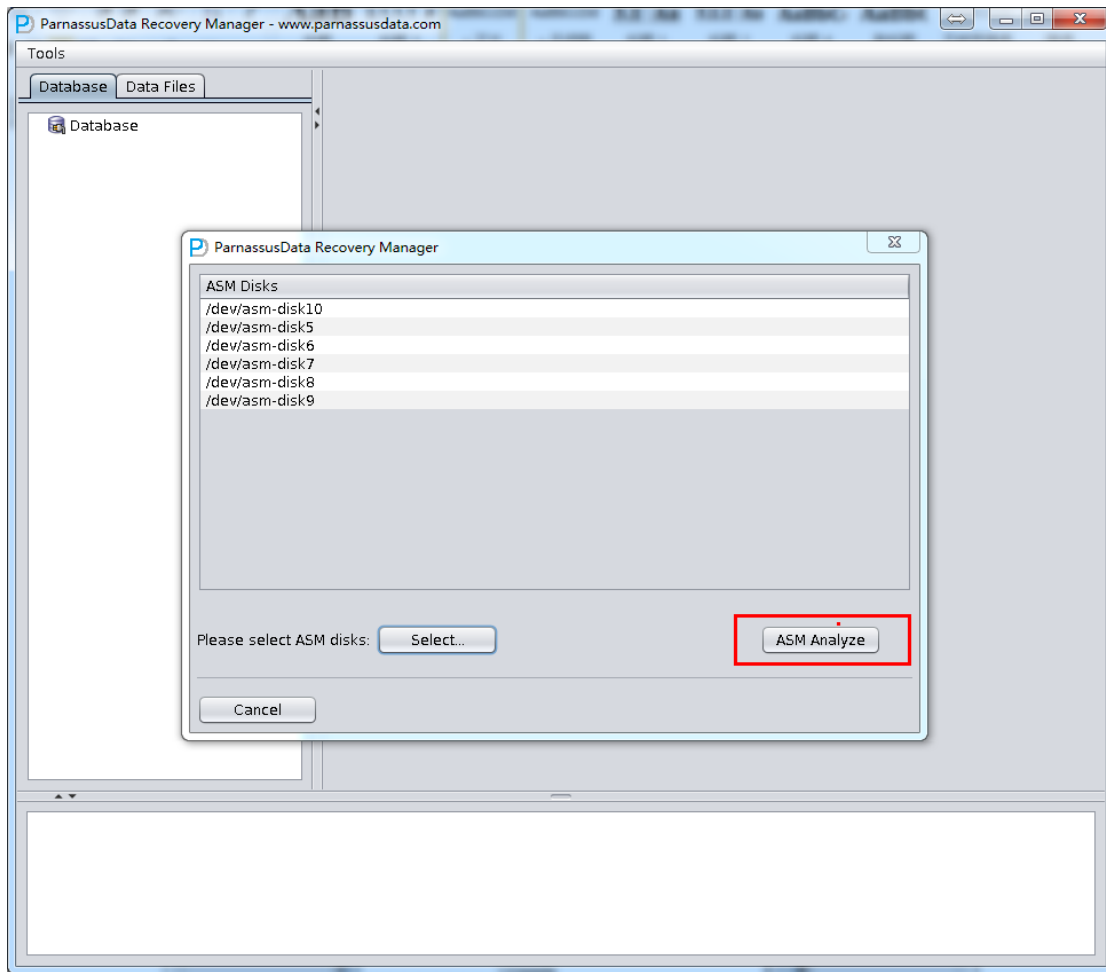 ParnassusData Recovery Manager - www.parnassusdata.com
Tools
Database Data Files
Database
ParnassusData Recovery Manager
ASM Disks
/dev/asm-disk10
/dev/asm-disk5
/dev/asm-disk6
/dev/asm-disk7
/dev/asm-disk8
/dev/asm-disk9
Please select ASM disks: Select... ASM Analyze
Cancel